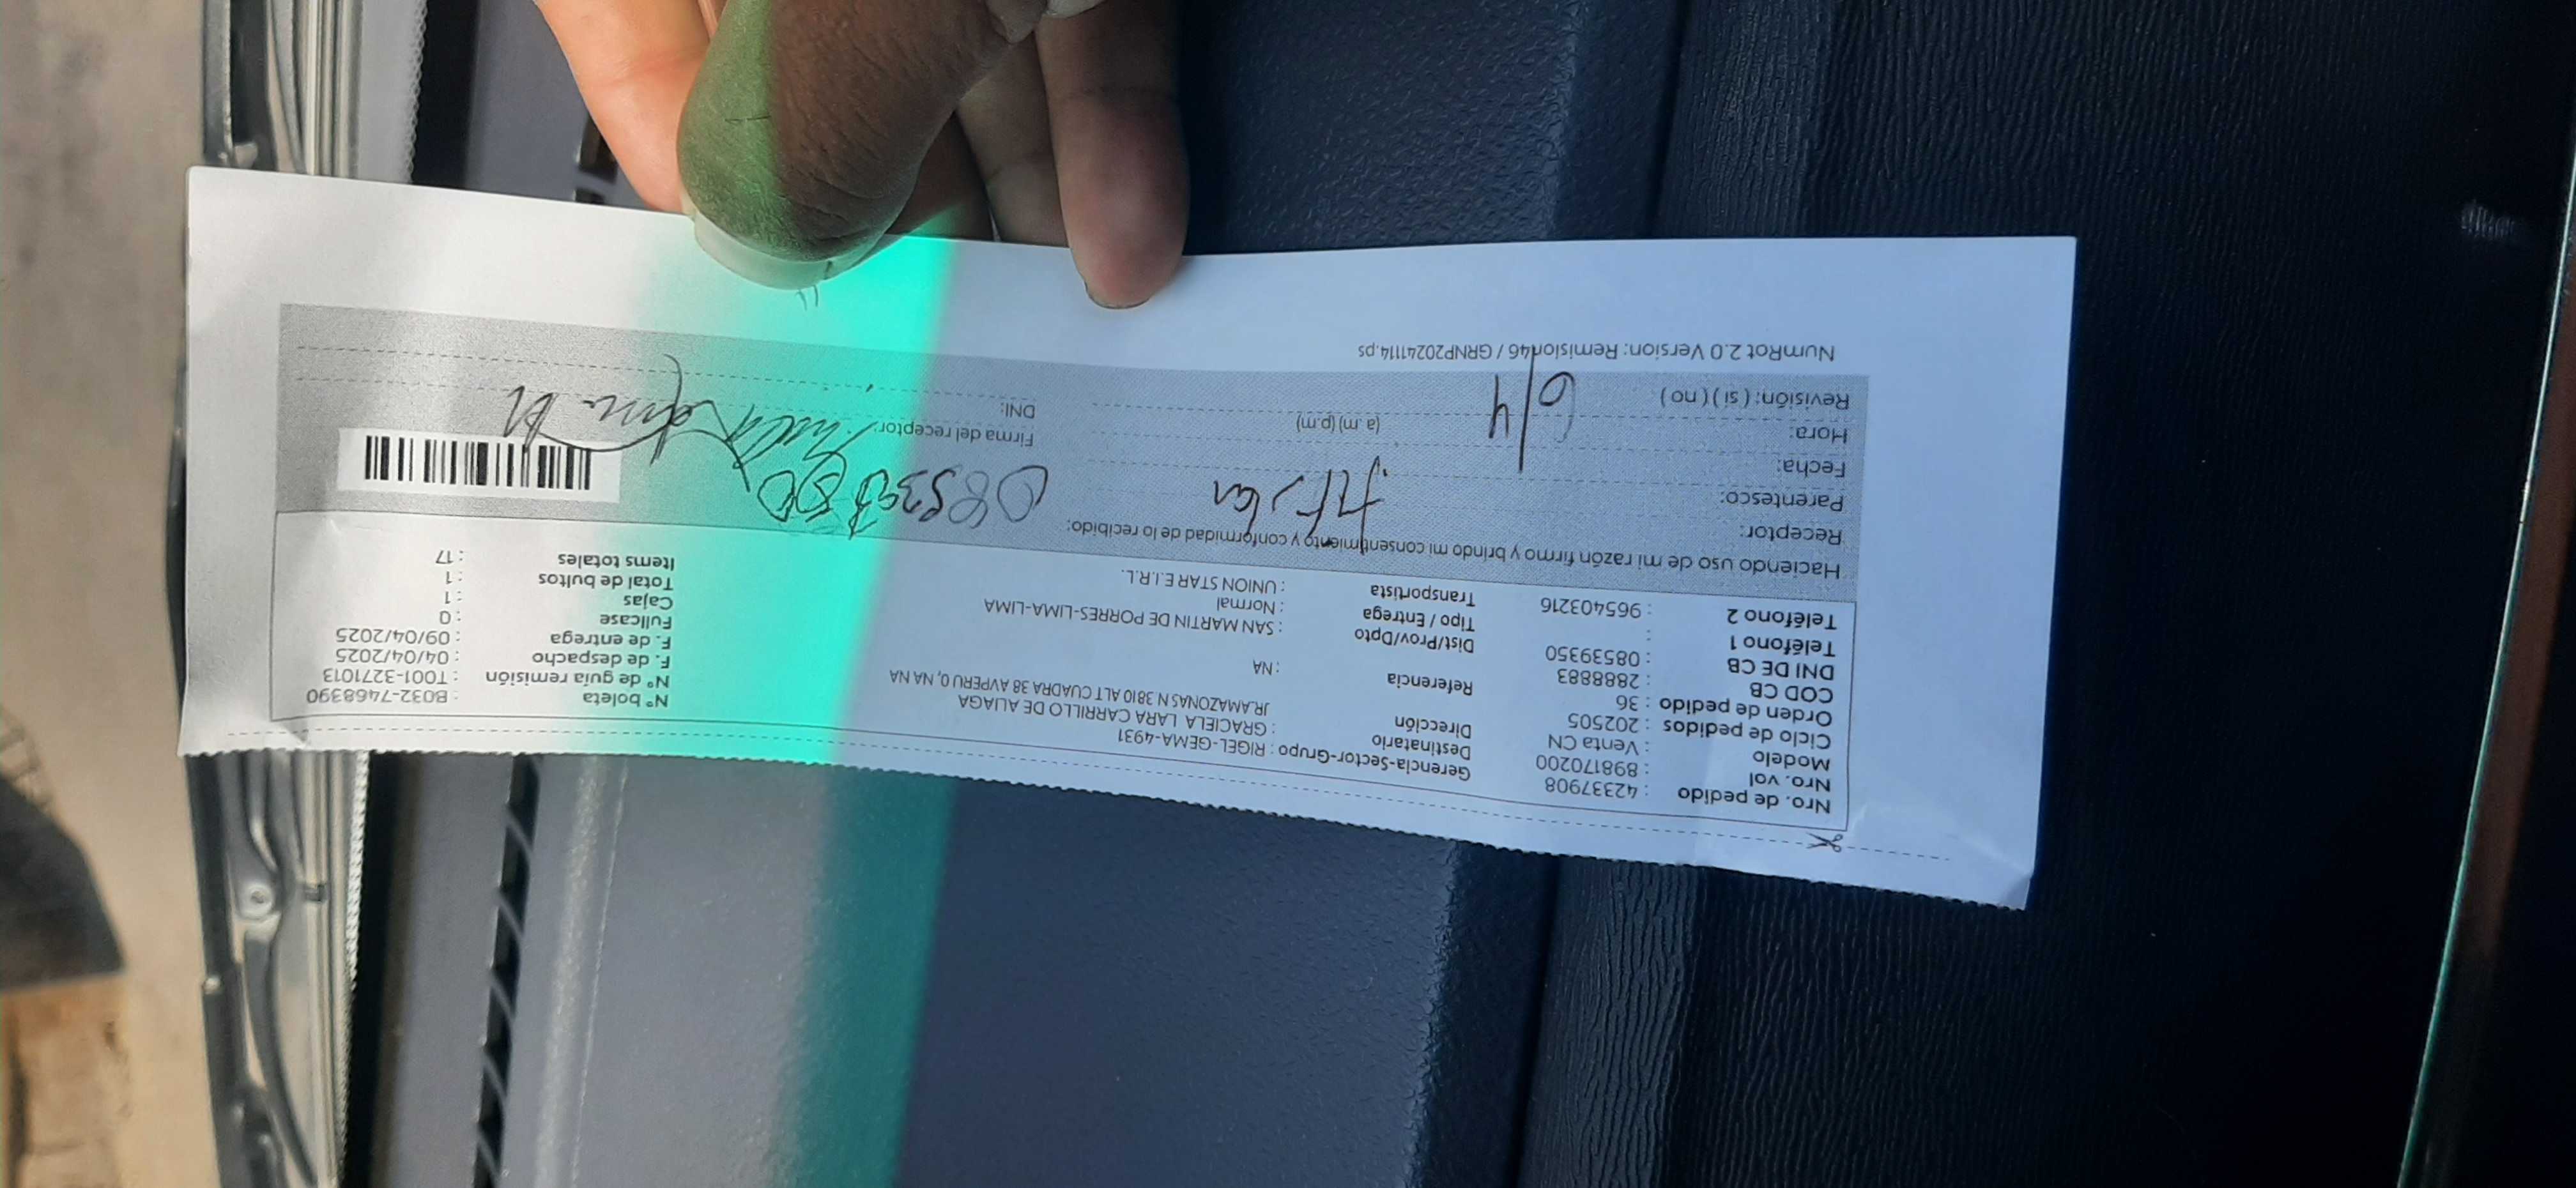 Nro. de pedido : 42337908
Nro. vol : 898170200
Modelo : Venta CN
Ciclo de pedidos : 202505
Orden de pedido : 36
COD CB : 2888883
DNI DE CB : 08539350
Teléfono 1 :
Teléfono 2 : 965403216
Gerencia-Sector-Grupo : RIGEL-GEMA-4931
Destinatario : GRACIELA LARA CARRILLO DE ALIAGA
Dirección : JR.AMAZONAS N 3810 ALT CUADRA 38 AVPERU 0, NA NA
Referencia : NA
Dist/Prov/Dpto : SAN MARTIN DE PORRES-LIMA-LIMA
Tipo / Entrega : Normal
Transportista : UNION STAR E.I.R.L.
N° boleta : B032-7468390
N° de guía remisión : T001-3271013
F. de despacho : 04/04/2025
F. de entrega : 09/04/2025
Fullcase : 0
Cajas : 1
Total de bultos : 1
Items totales : 17
Haciendo uso de mi razón firmo y brindo mi consentimiento y conformidad de lo recibido:
Receptor:
Parentesco:
Fecha: 6/4
Hora: (a.m) (p.m)
Revisión: ( si ) ( no )
Firma del receptor:
DNI:
NumRot 2.0 Version: Remision46 / GRNP20241114.ps